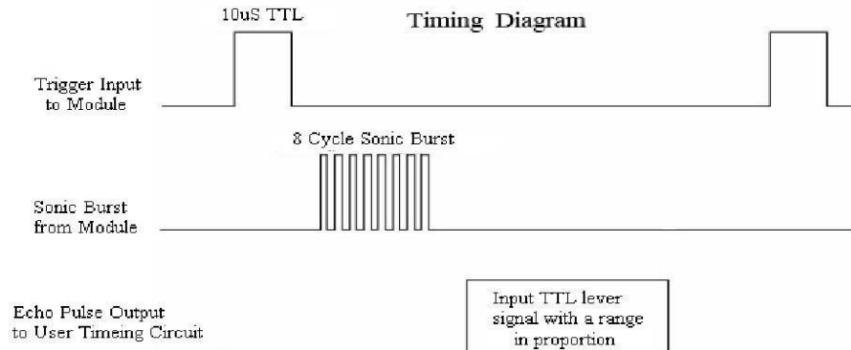 10uS TTL
Timing Diagram
Trigger Input
to Module
8 Cycle Sonic Burst
Sonic Burst
from Module
Echo Pulse Output
to User Timeing Circuit
Input TTL lever
signal with a range
in proportion